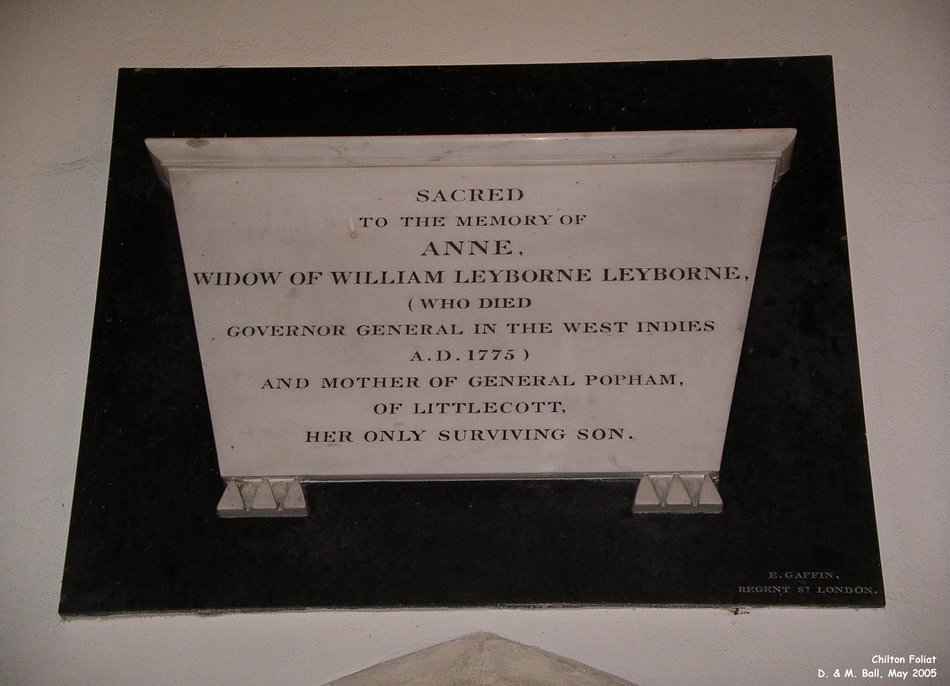 SACRED
TO THE MEMORY OF
ANNE,
WIDOW OF WILLIAM LEYBORNE LEYBORNE,
(WHO DIED
GOVERNOR GENERAL IN THE WEST INDIES
A.D. 1775)
AND MOTHER OF GENERAL POPHAM,
OF LITTLECOTT,
HER ONLY SURVIVING SON.
E. GAFFIN,
REGENT ST LONDON.
Chilton Foliat
D. & M. Ball, May 2005